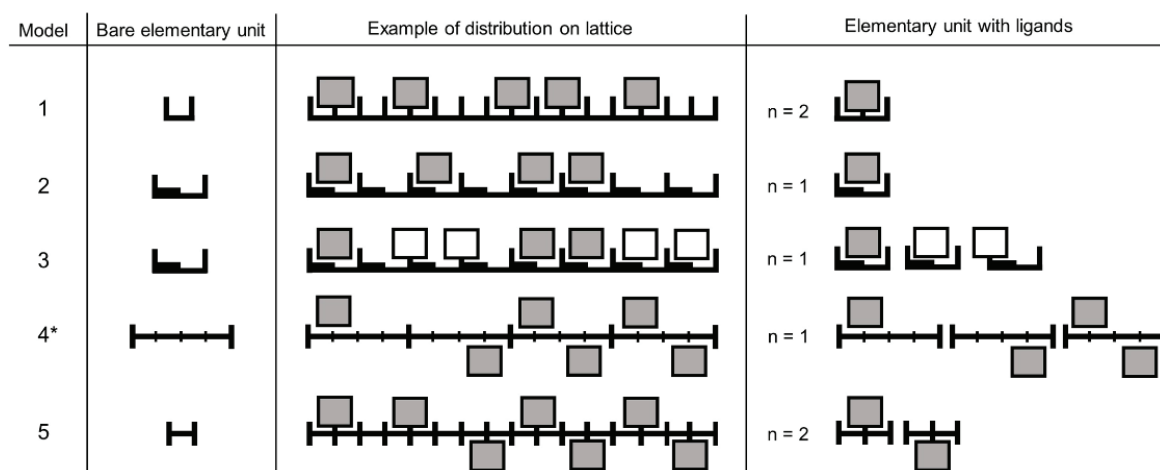 Model Bare elementary unit Example of distribution on lattice Elementary unit with ligands
1 n = 2
2 n = 1
3 n = 1
4* n = 1
5 n = 2